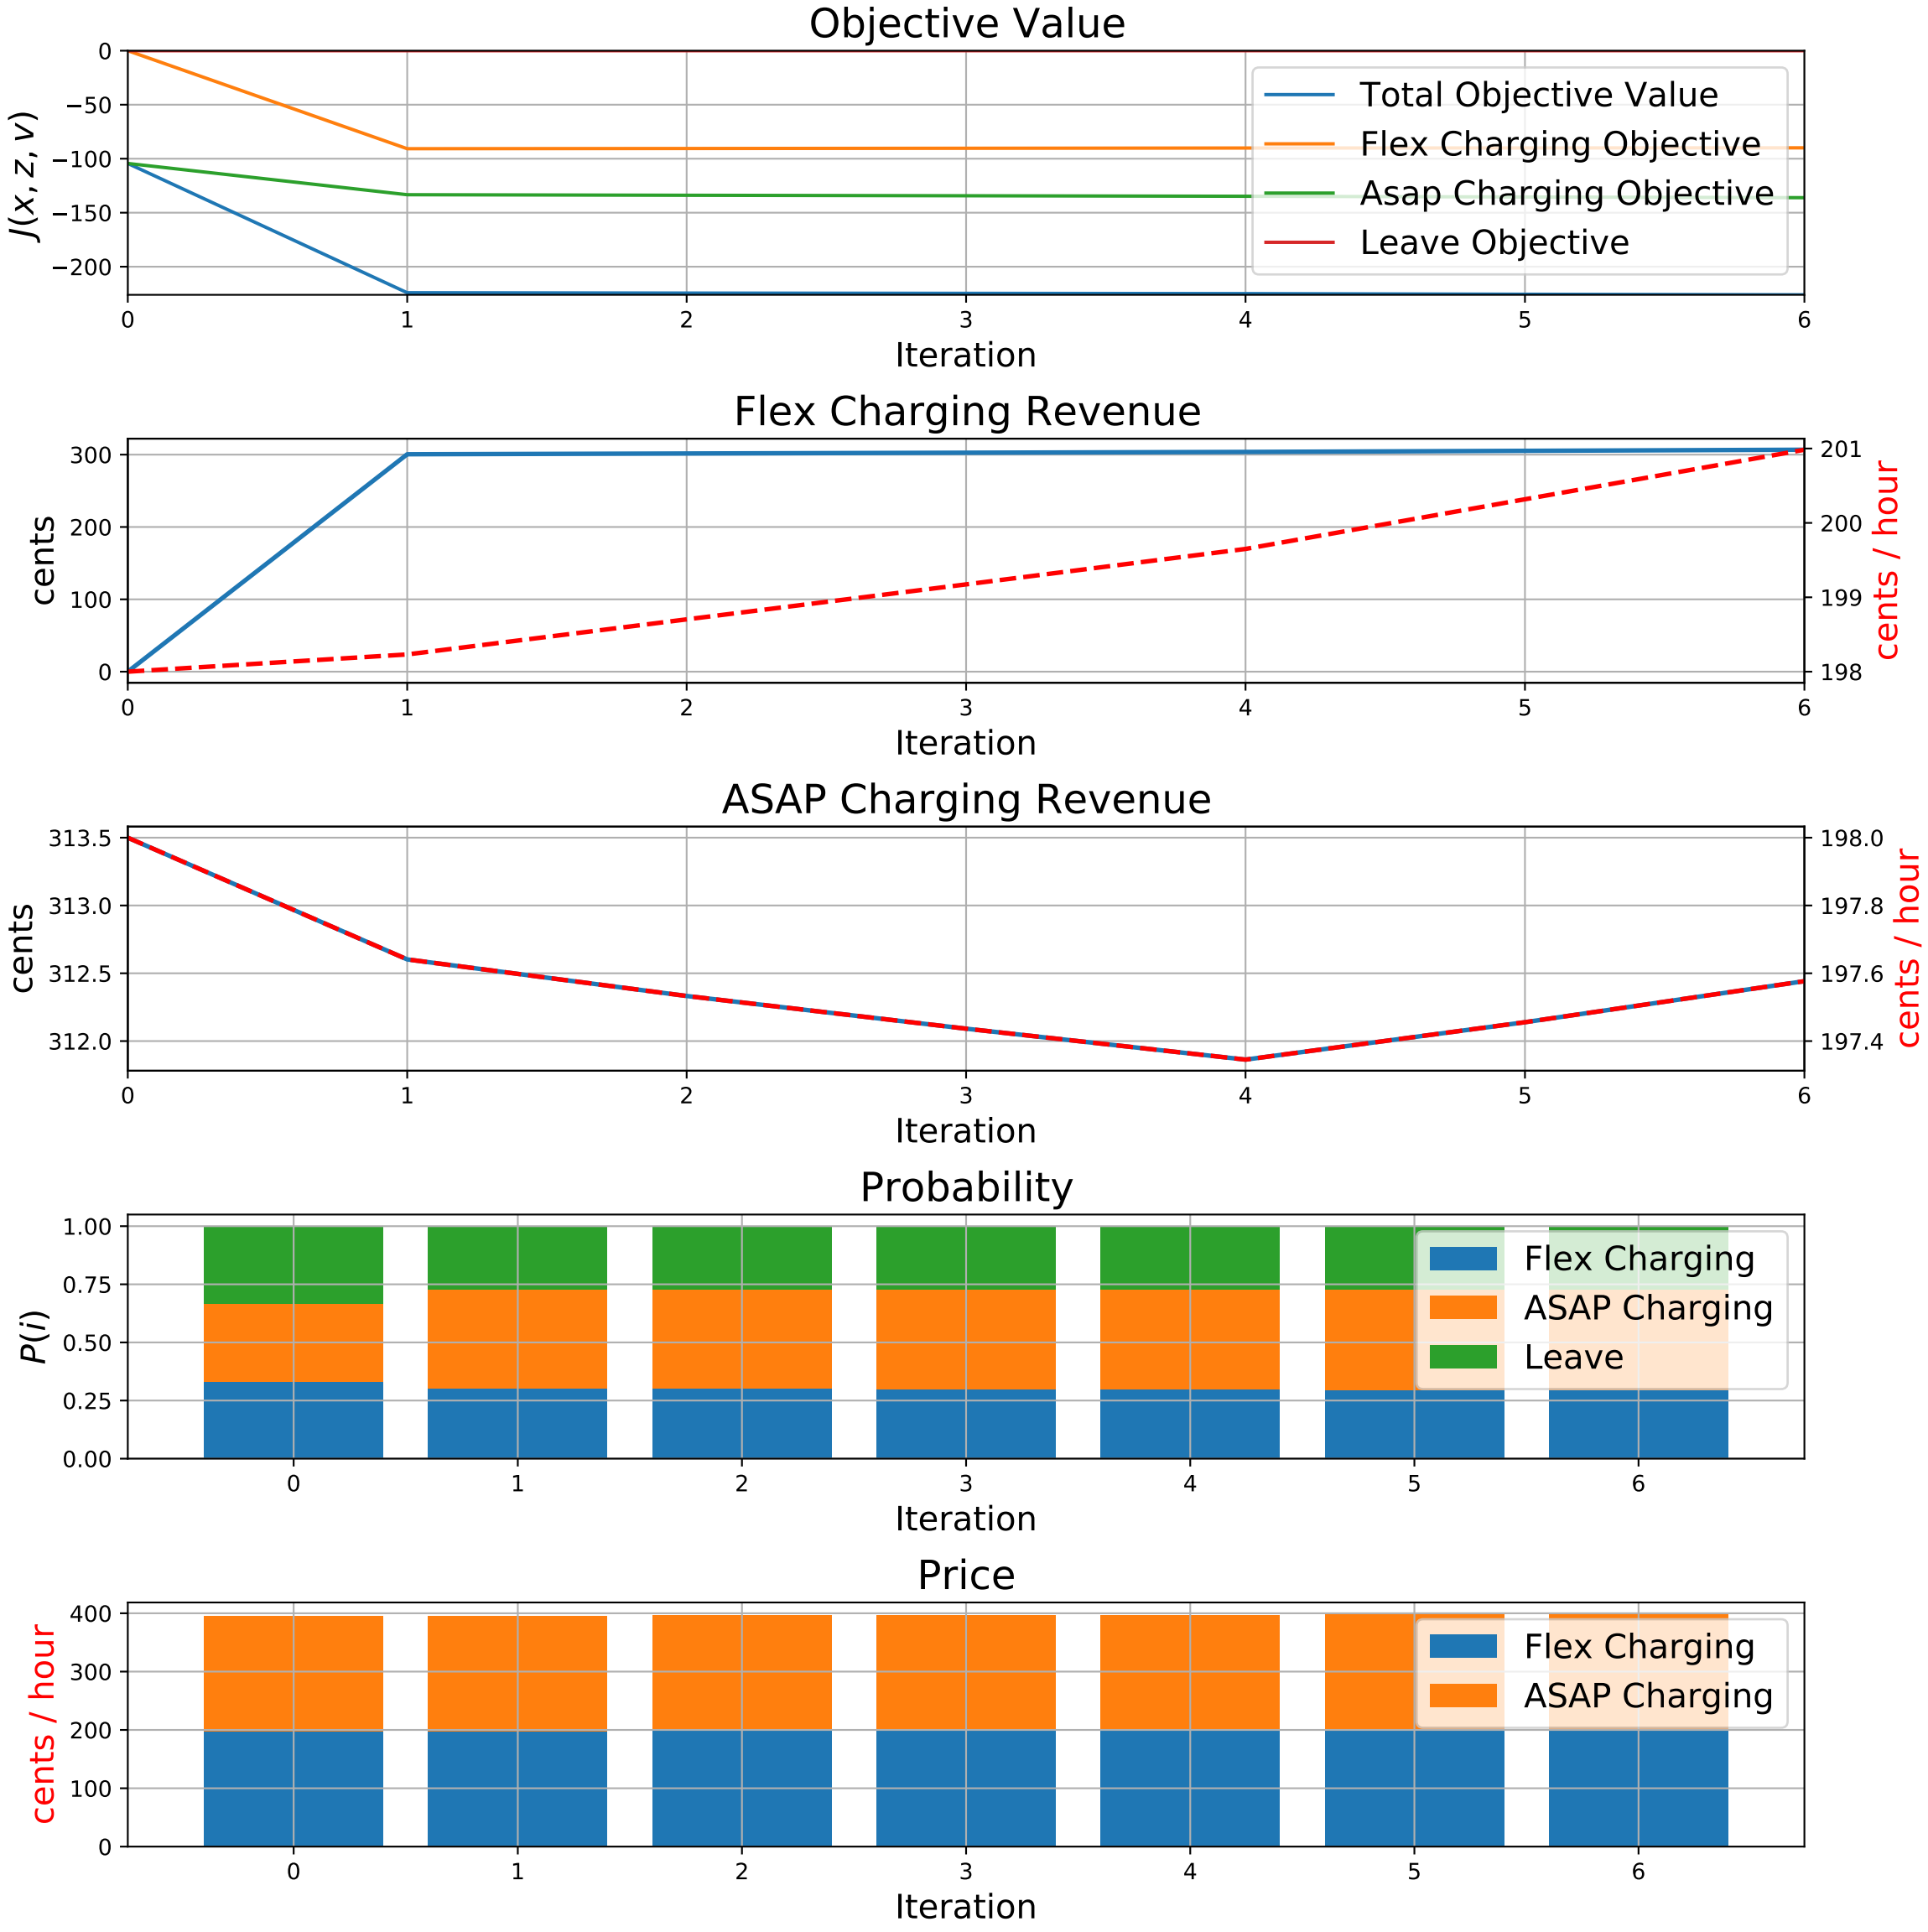 Objective Value
0
−50
−100
−150
−200
J(x, z, v)
Total Objective Value
Flex Charging Objective
Asap Charging Objective
Leave Objective
0 1 2 3 4 5 6
Iteration
Flex Charging Revenue
300
200
100
0
cents
201
200
199
198
cents / hour
0 1 2 3 4 5 6
Iteration
ASAP Charging Revenue
313.5
313.0
312.5
312.0
cents
198.0
197.8
197.6
197.4
cents / hour
0 1 2 3 4 5 6
Iteration
Probability
1.00
0.75
0.50
0.25
0.00
P(i)
Flex Charging
ASAP Charging
Leave
0 1 2 3 4 5 6
Iteration
Price
400
300
200
100
0
cents / hour
Flex Charging
ASAP Charging
0 1 2 3 4 5 6
Iteration